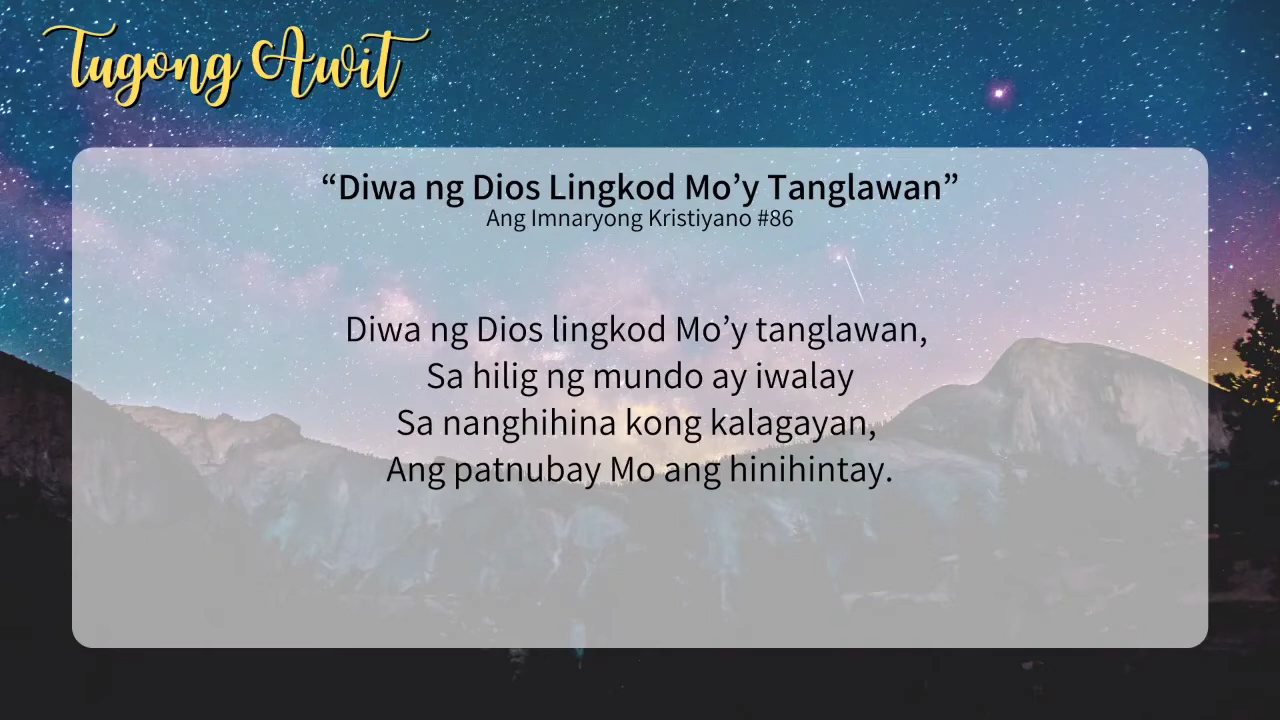 Tugong Awit
“Diwa ng Dios Lingkod Mo’y Tanglawan”
Ang Imnaryong Kristiyano #86
Diwa ng Dios lingkod Mo’y tanglawan,
Sa hilig ng mundo ay iwalay
Sa nanghihina kong kalagayan,
Ang patnubay Mo ang hinihintay.